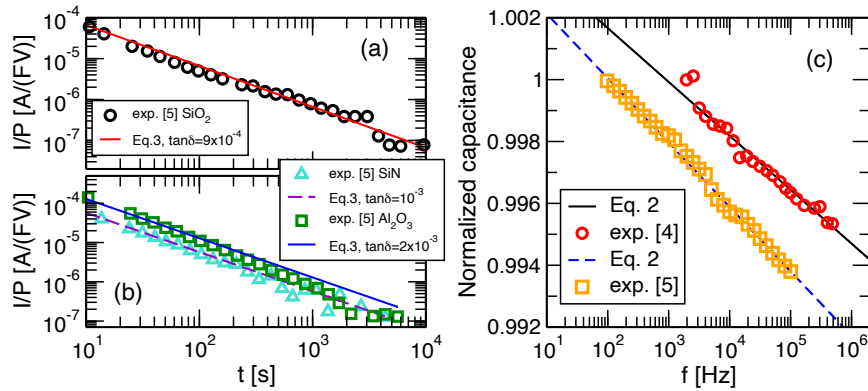 10⁻⁴
10⁻⁵
10⁻⁶
10⁻⁷
I/P [A/(FV)]
(a)
exp. [5] SiO₂
Eq.3, tanδ=9x10⁻⁴
10⁻⁴
10⁻⁵
10⁻⁶
10⁻⁷
I/P [A/(FV)]
(b)
exp. [5] SiN
Eq.3, tanδ=10⁻³
exp. [5] Al₂O₃
Eq.3, tanδ=2x10⁻³
10¹ 10² 10³ 10⁴
t [s]
1.002
1
0.998
0.996
0.994
0.992
Normalized capacitance
(c)
Eq. 2
exp. [4]
Eq. 2
exp. [5]
10¹ 10² 10³ 10⁴ 10⁵ 10⁶
f [Hz]